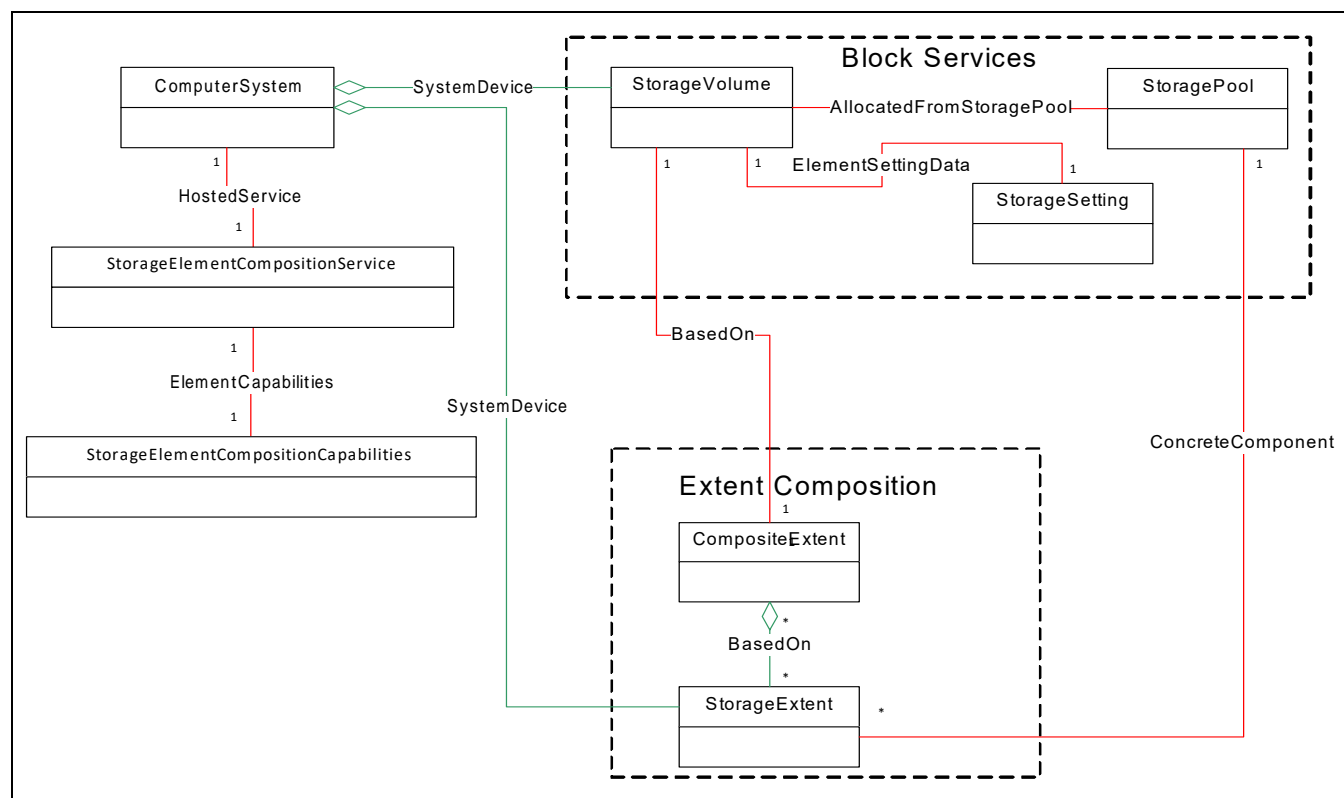 Block Services
ComputerSystem
SystemDevice
StorageVolume
AllocatedFromStoragePool
StoragePool
1
1
1
1
ElementSettingData
1
HostedService
StorageSetting
1
StorageElementCompositionService
BasedOn
1
ElementCapabilities
SystemDevice
1
ConcreteComponent
StorageElementCompositionCapabilities
Extent Composition
1
CompositeExtent
*
BasedOn
*
StorageExtent
*